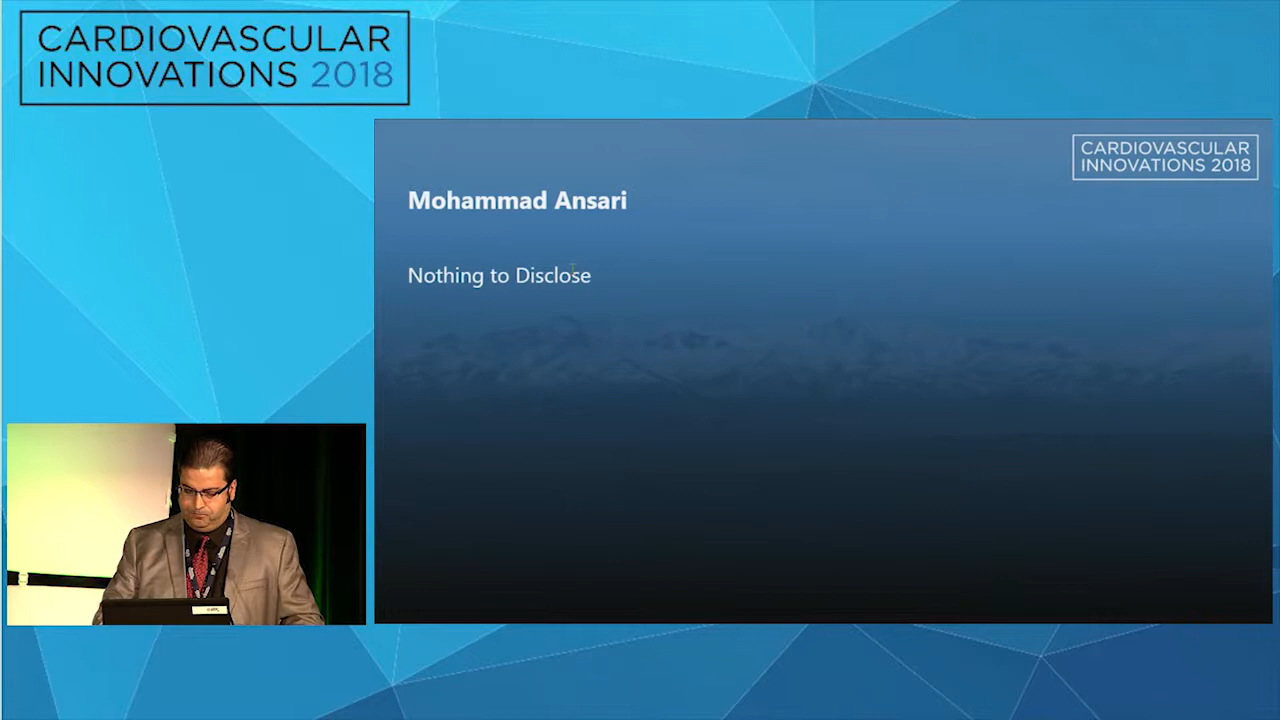 CARDIOVASCULAR
INNOVATIONS 2018
CARDIOVASCULAR
INNOVATIONS 2018
Mohammad Ansari
Nothing to Disclose